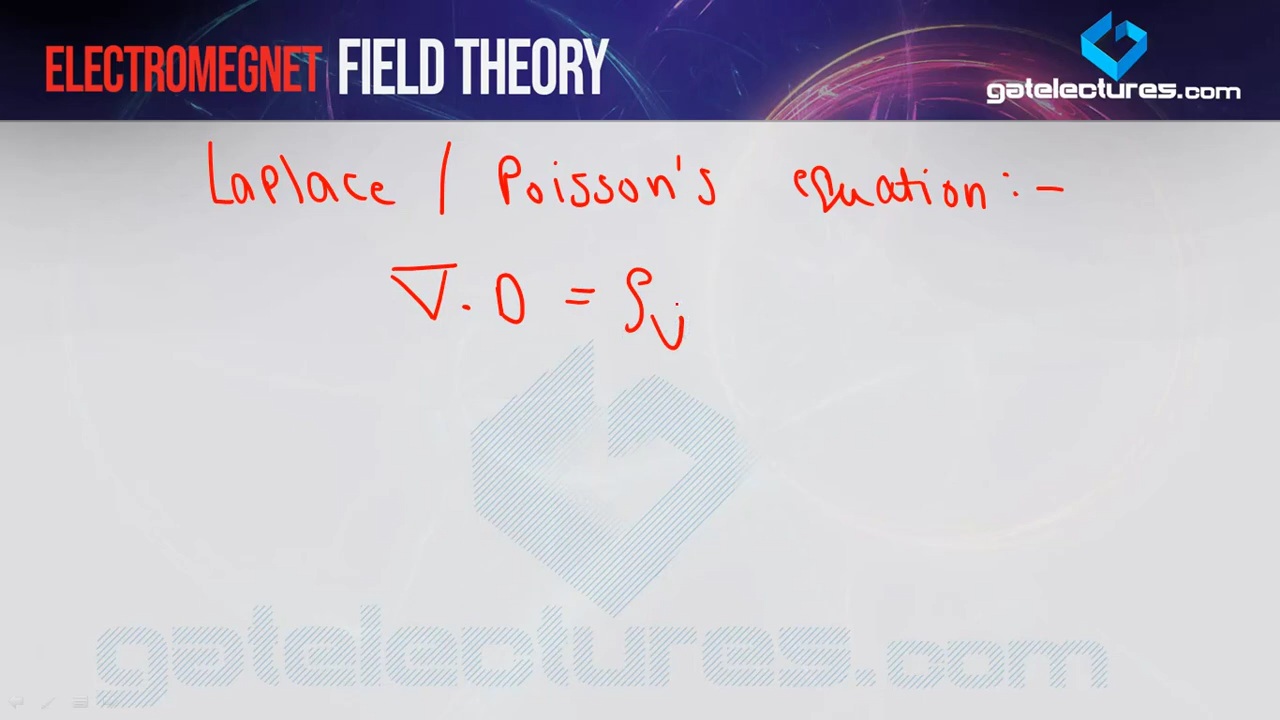 ELECTROMEGNET FIELD THEORY
gatelectures.com
Laplace / Poisson's equation :-
∇ . D = ρv
gatelectures.com